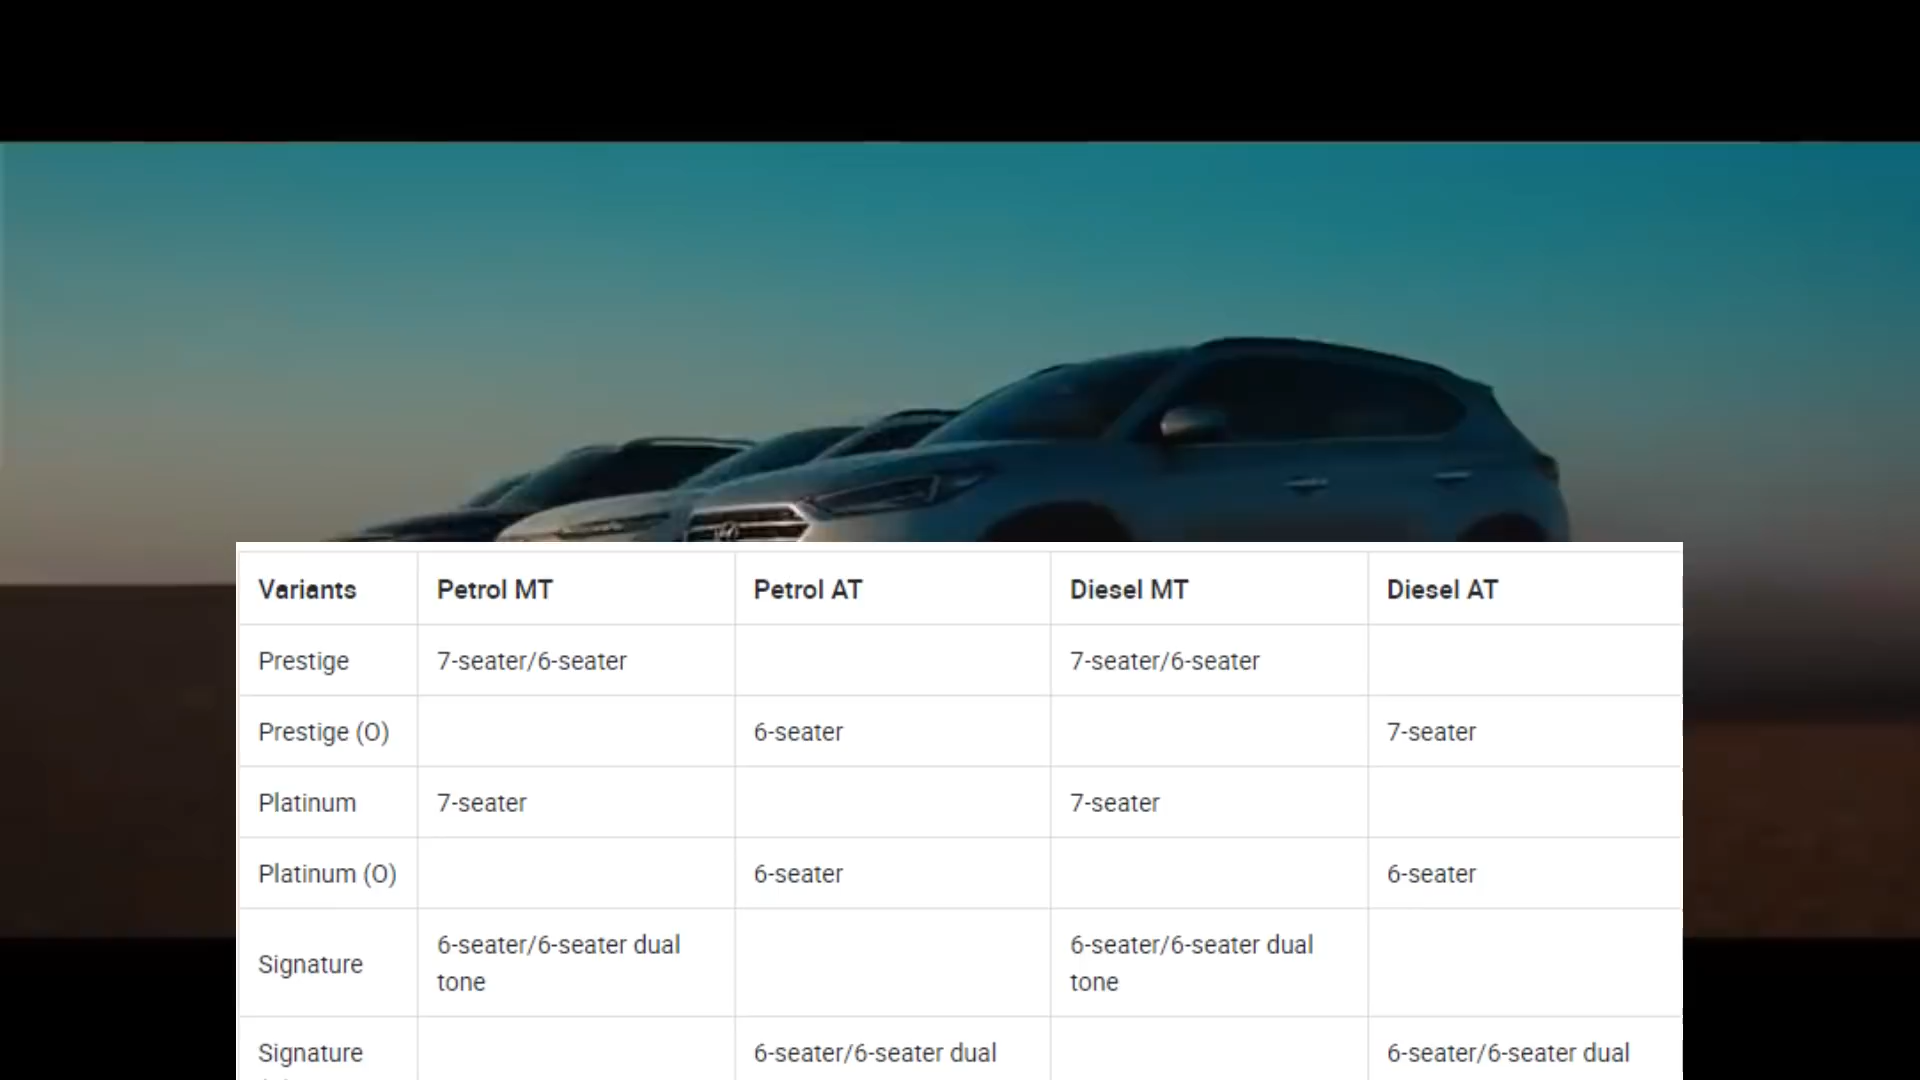 Variants Petrol MT Petrol AT Diesel MT Diesel AT
Prestige 7-seater/6-seater 7-seater/6-seater
Prestige (O) 6-seater 7-seater
Platinum 7-seater 7-seater
Platinum (O) 6-seater 6-seater
Signature 6-seater/6-seater dual tone 6-seater/6-seater dual tone
Signature 6-seater/6-seater dual 6-seater/6-seater dual